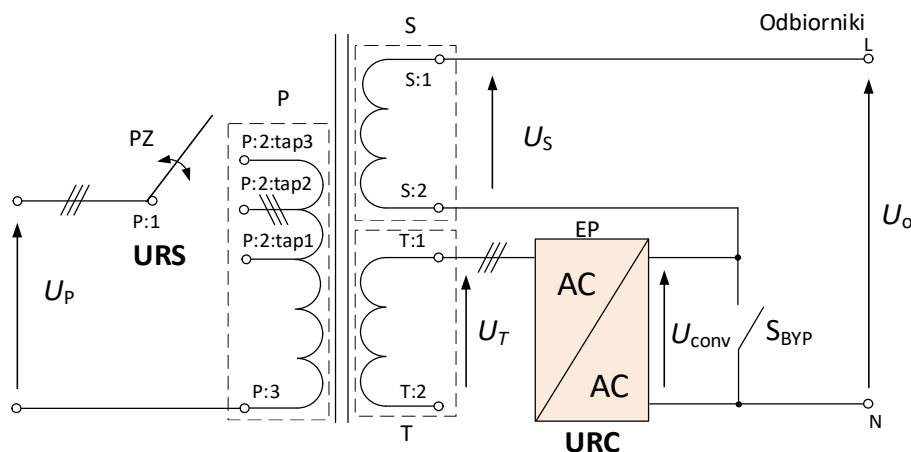 Odbiorniki
L
S
S:1
P
PZ
P:2:tap3
P:2:tap2
P:2:tap1
P:1
URS
U_S
S:2
U_P
U_o
T:1
EP
AC
AC
U_T
U_conv
S_BYP
P:3
T:2
T
URC
N